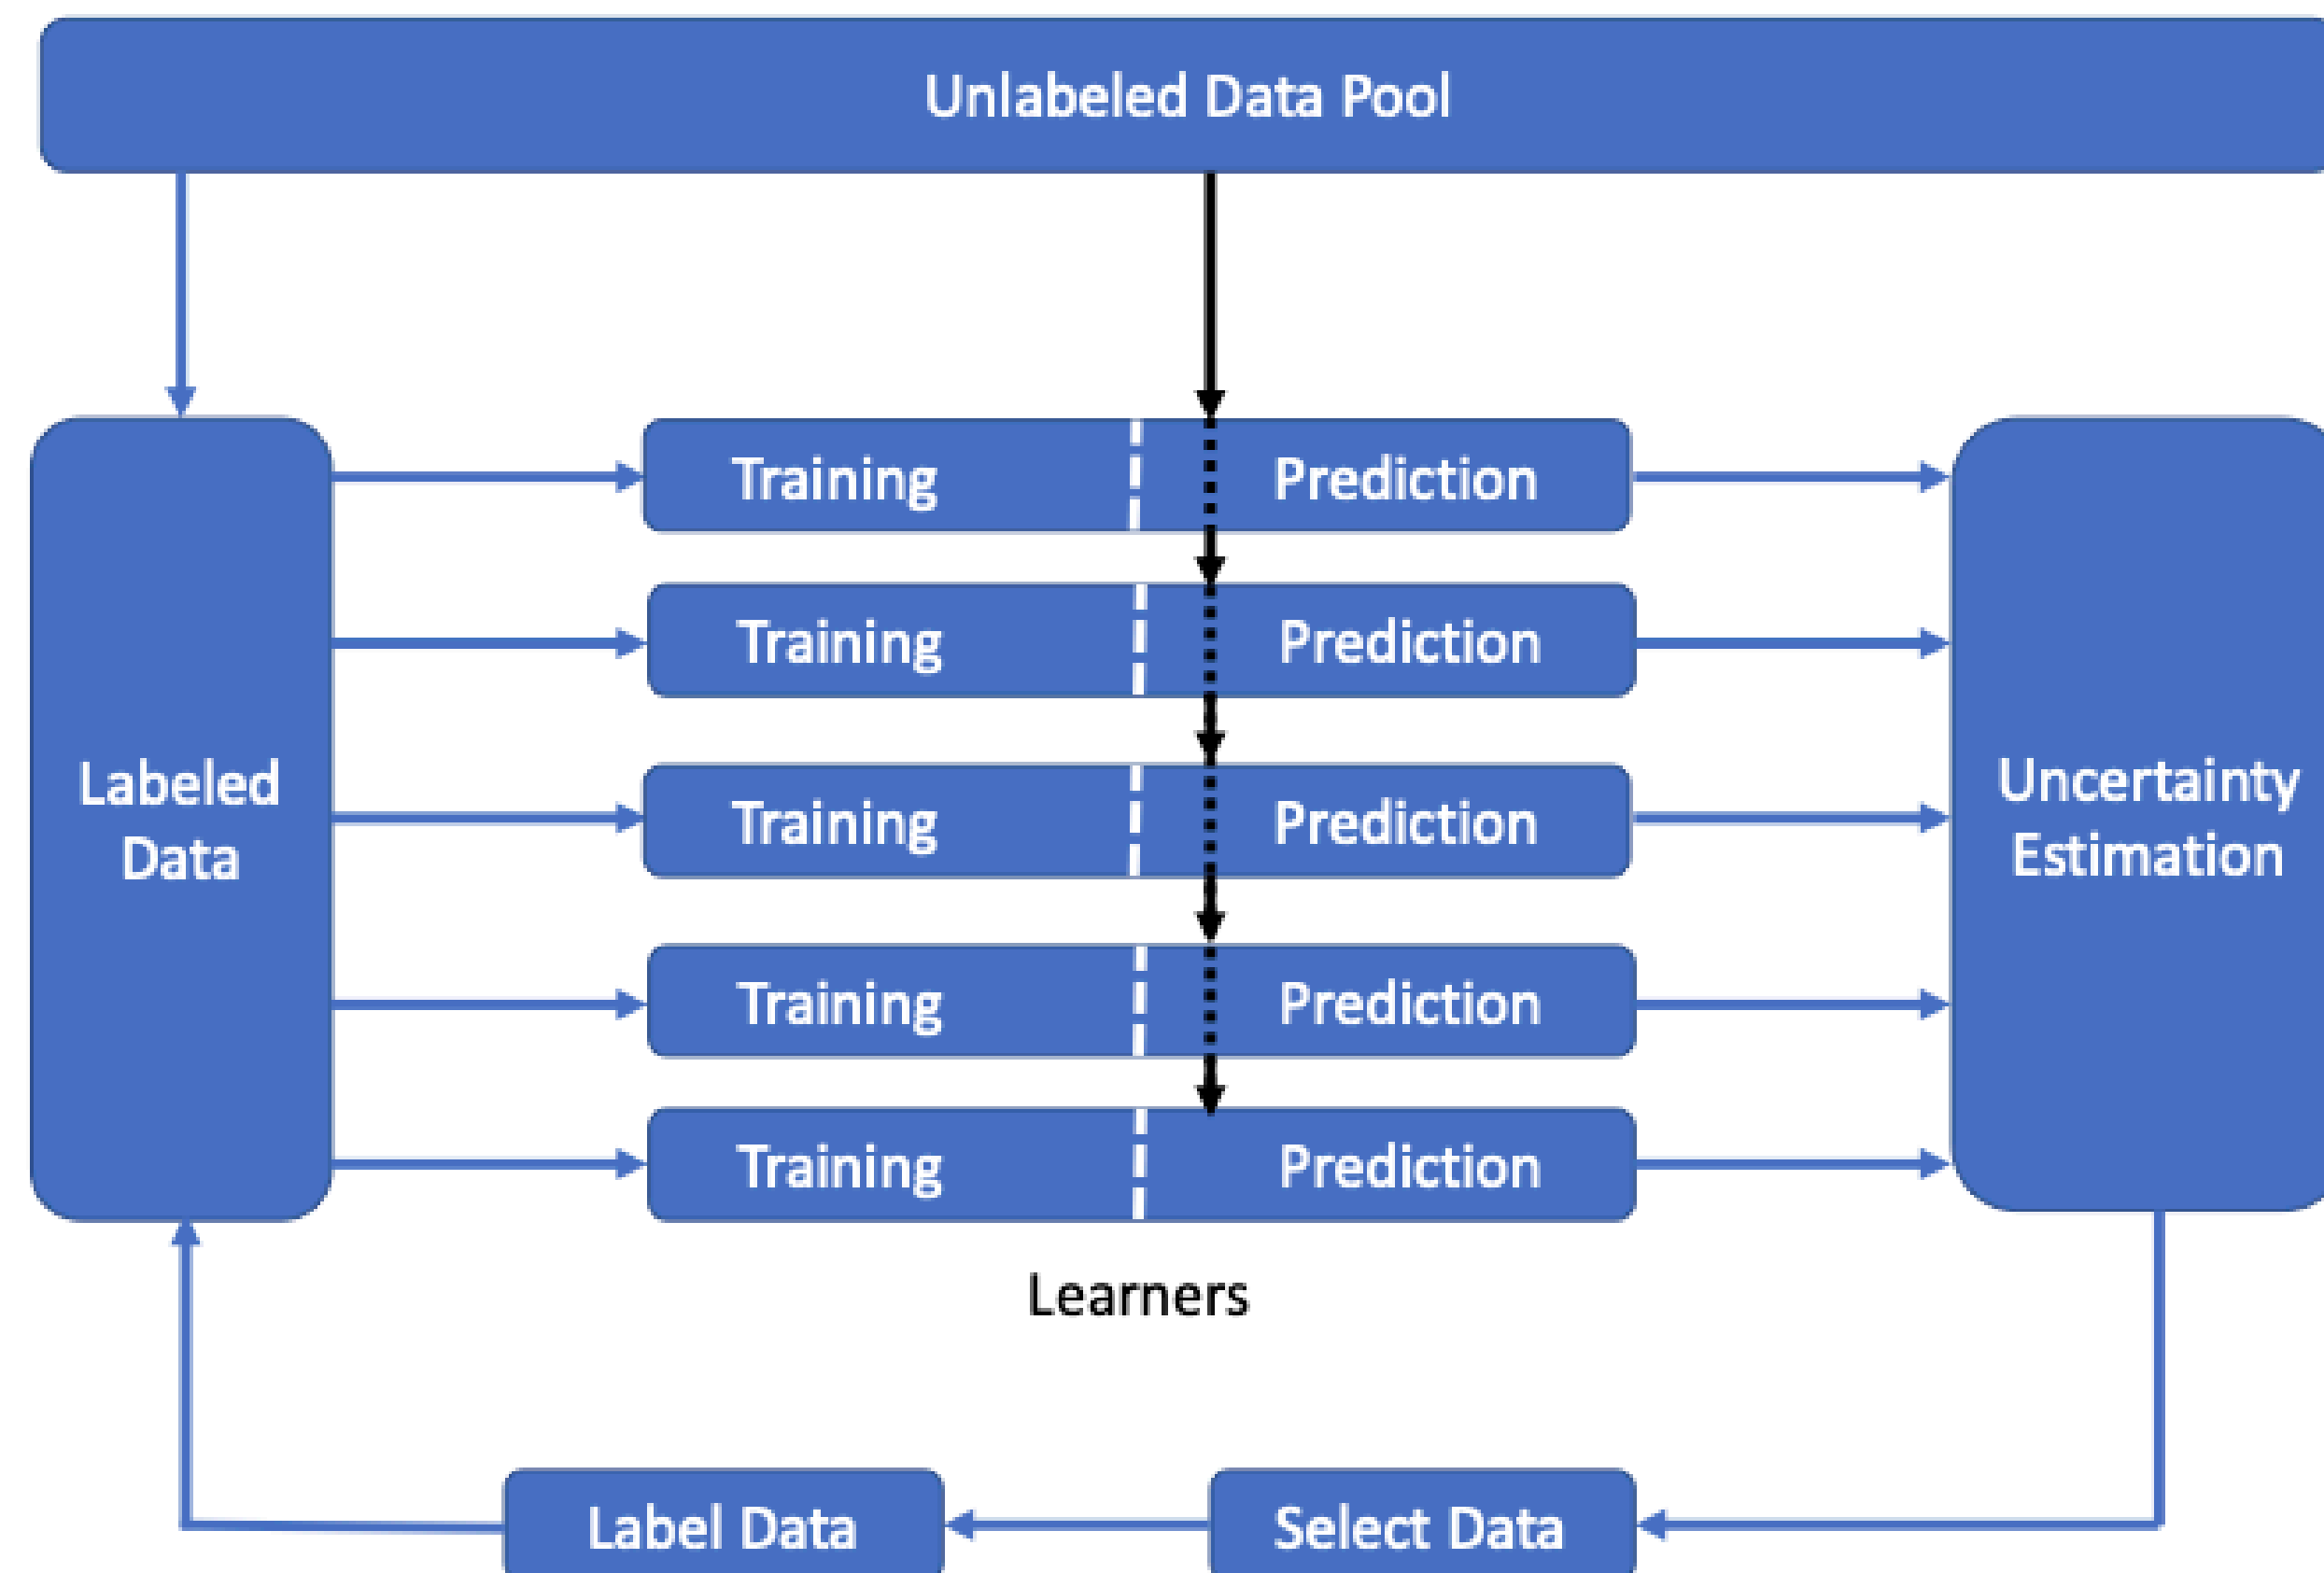 Unlabeled Data Pool
Training Prediction
Training Prediction
Labeled
Data
Training Prediction
Uncertainty
Estimation
Training Prediction
Training Prediction
Learners
Label Data Select Data